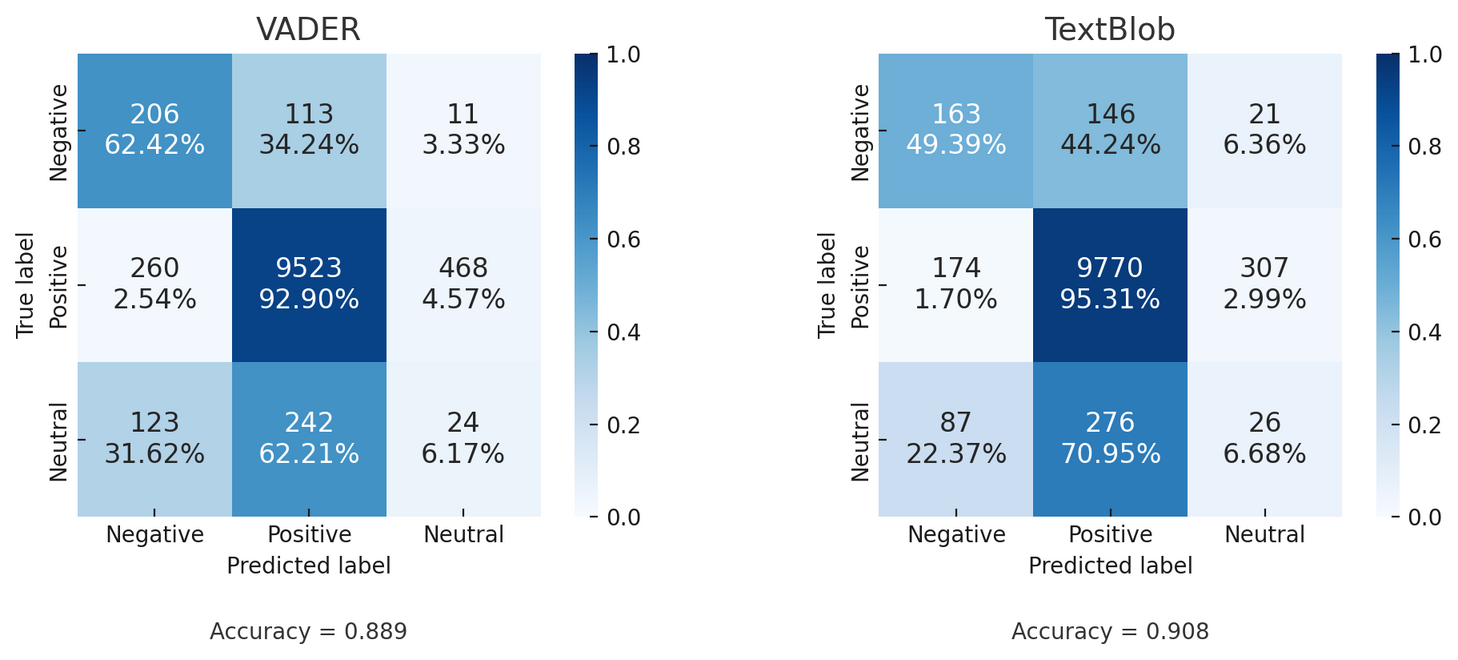 VADER
Negative
206
62.42%
113
34.24%
11
3.33%
Positive
260
2.54%
9523
92.90%
468
4.57%
Neutral
123
31.62%
242
62.21%
24
6.17%
True label
Negative
Positive
Neutral
Predicted label
1.0
0.8
0.6
0.4
0.2
0.0
Accuracy = 0.889
TextBlob
Negative
163
49.39%
146
44.24%
21
6.36%
Positive
174
1.70%
9770
95.31%
307
2.99%
Neutral
87
22.37%
276
70.95%
26
6.68%
True label
Negative
Positive
Neutral
Predicted label
1.0
0.8
0.6
0.4
0.2
0.0
Accuracy = 0.908